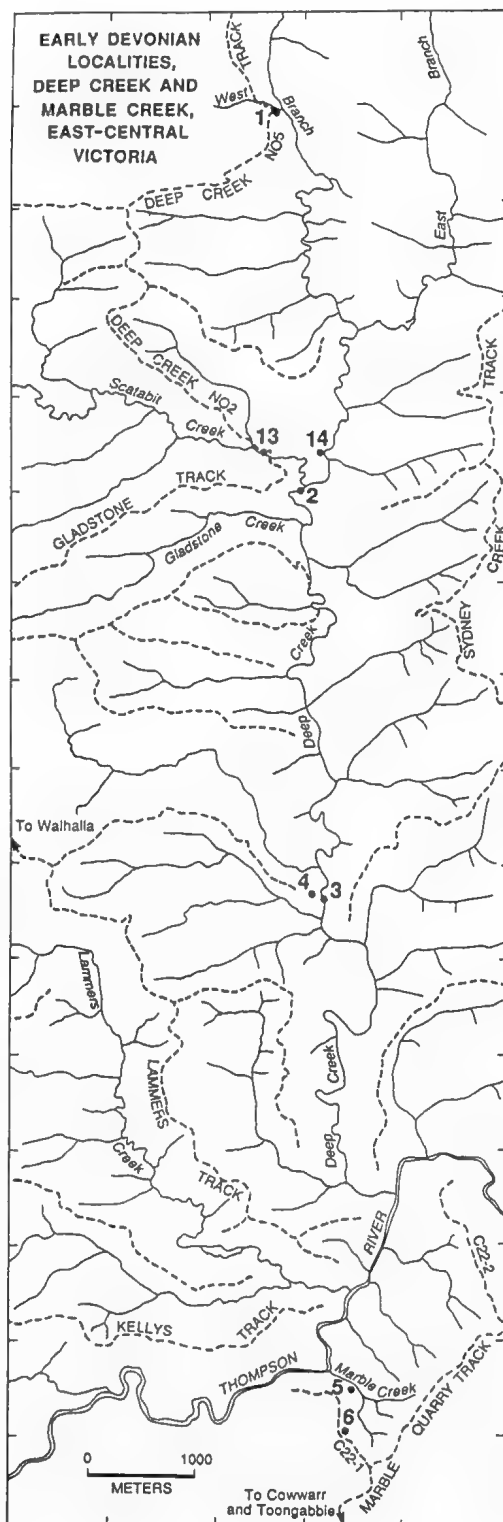 EARLY DEVONIAN
LOCALITIES,
DEEP CREEK AND
MARBLE CREEK,
EAST-CENTRAL
VICTORIA
TRACK
West
Branch
Branch
1
NO5
DEEP CREEK
East
DEEP CREEK NO2
TRACK
Scatabit
Creek
13
14
TRACK
2
GLADSTONE
Gladstone
Creek
CREEK
Creek
SYDNEY
Deep
To Walhalla
4
3
Lammers
LAMMERS
Creek
Deep
Creek
TRACK
RIVER
C22-2
KELLYS
TRACK
THOMPSON
Marble Creek
5
QUARRY TRACK
6
C22-1
MARBLE
0 1000
METERS
To Cowwarr
and Toongabbie